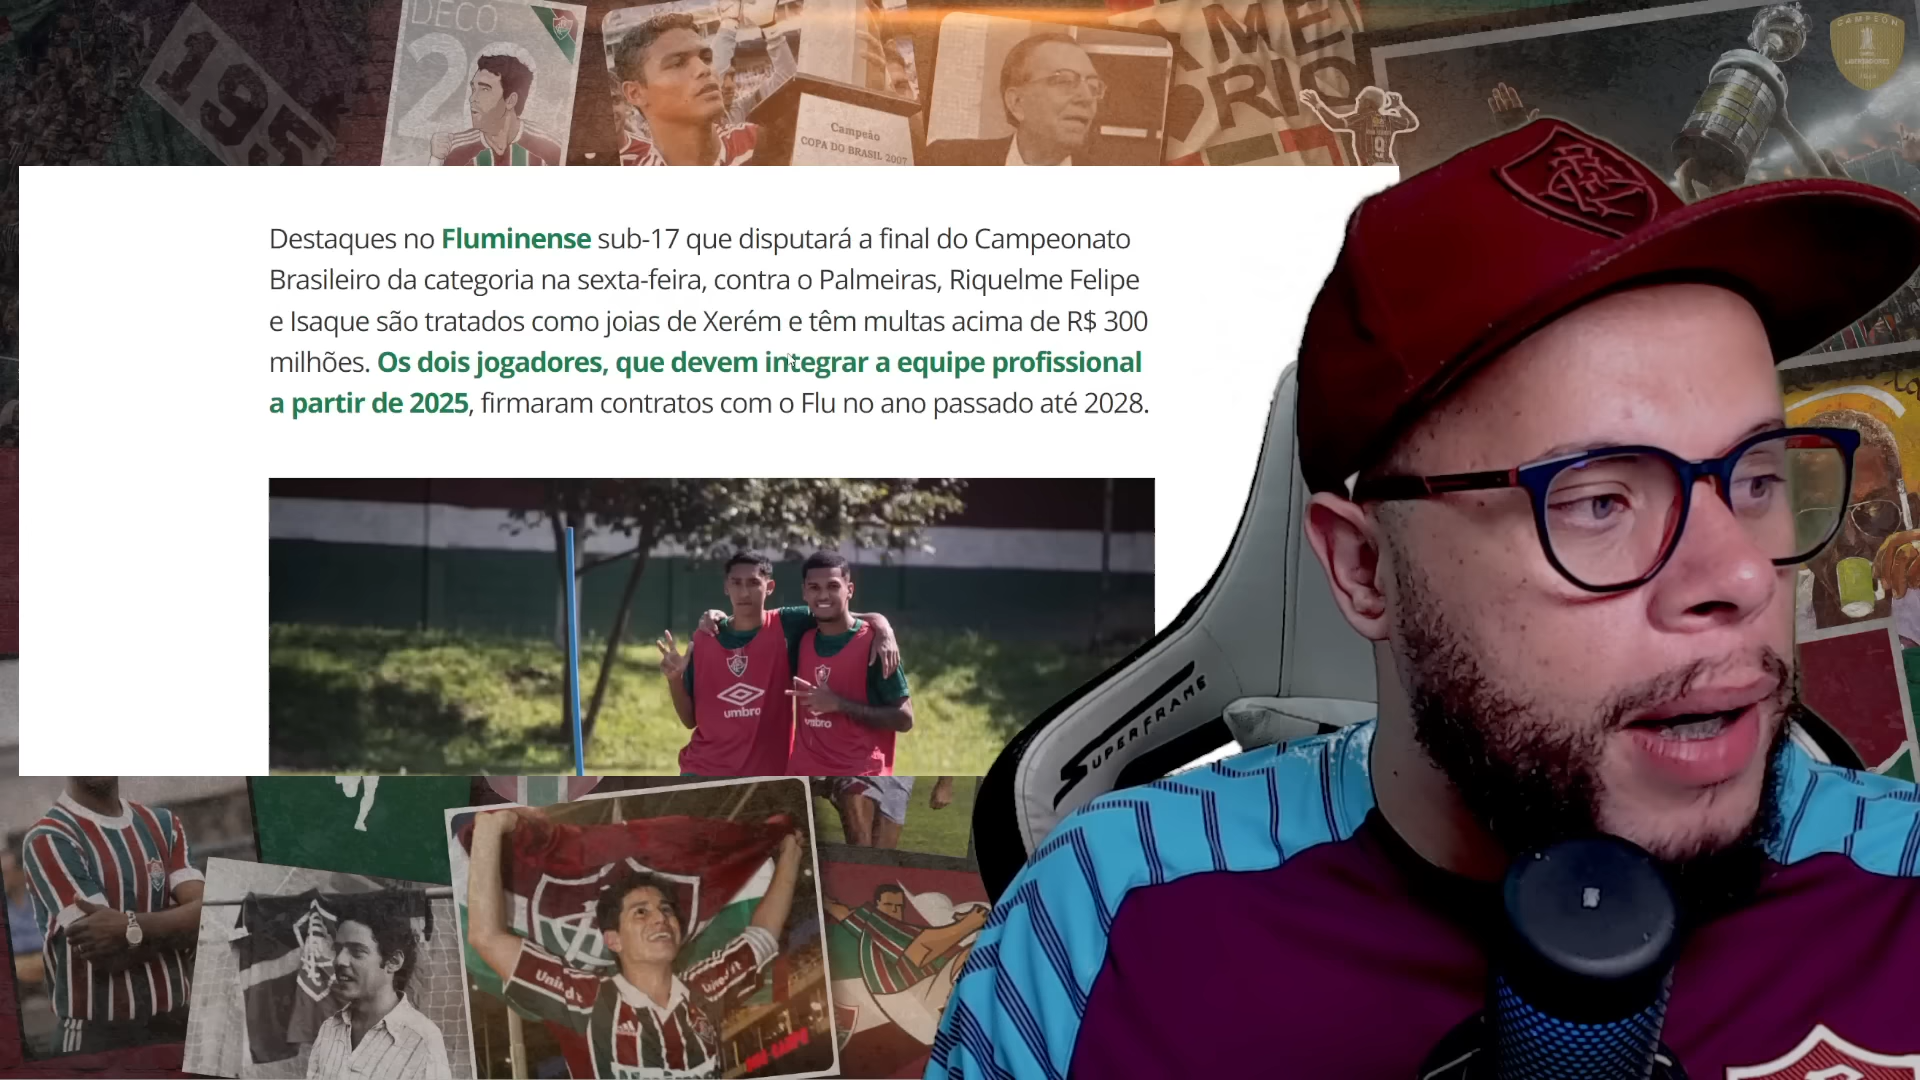 DECO
20
195
Campeão
COPA DO BRASIL 2007
CAMPEÓN
LIBERTADORES
Destaques no Fluminense sub-17 que disputará a final do Campeonato
Brasileiro da categoria na sexta-feira, contra o Palmeiras, Riquelme Felipe
e Isaque são tratados como joias de Xerém e têm multas acima de R$ 300
milhões. Os dois jogadores, que devem integrar a equipe profissional
a partir de 2025, firmaram contratos com o Flu no ano passado até 2028.
umbro
umbro
SUPERFRAME